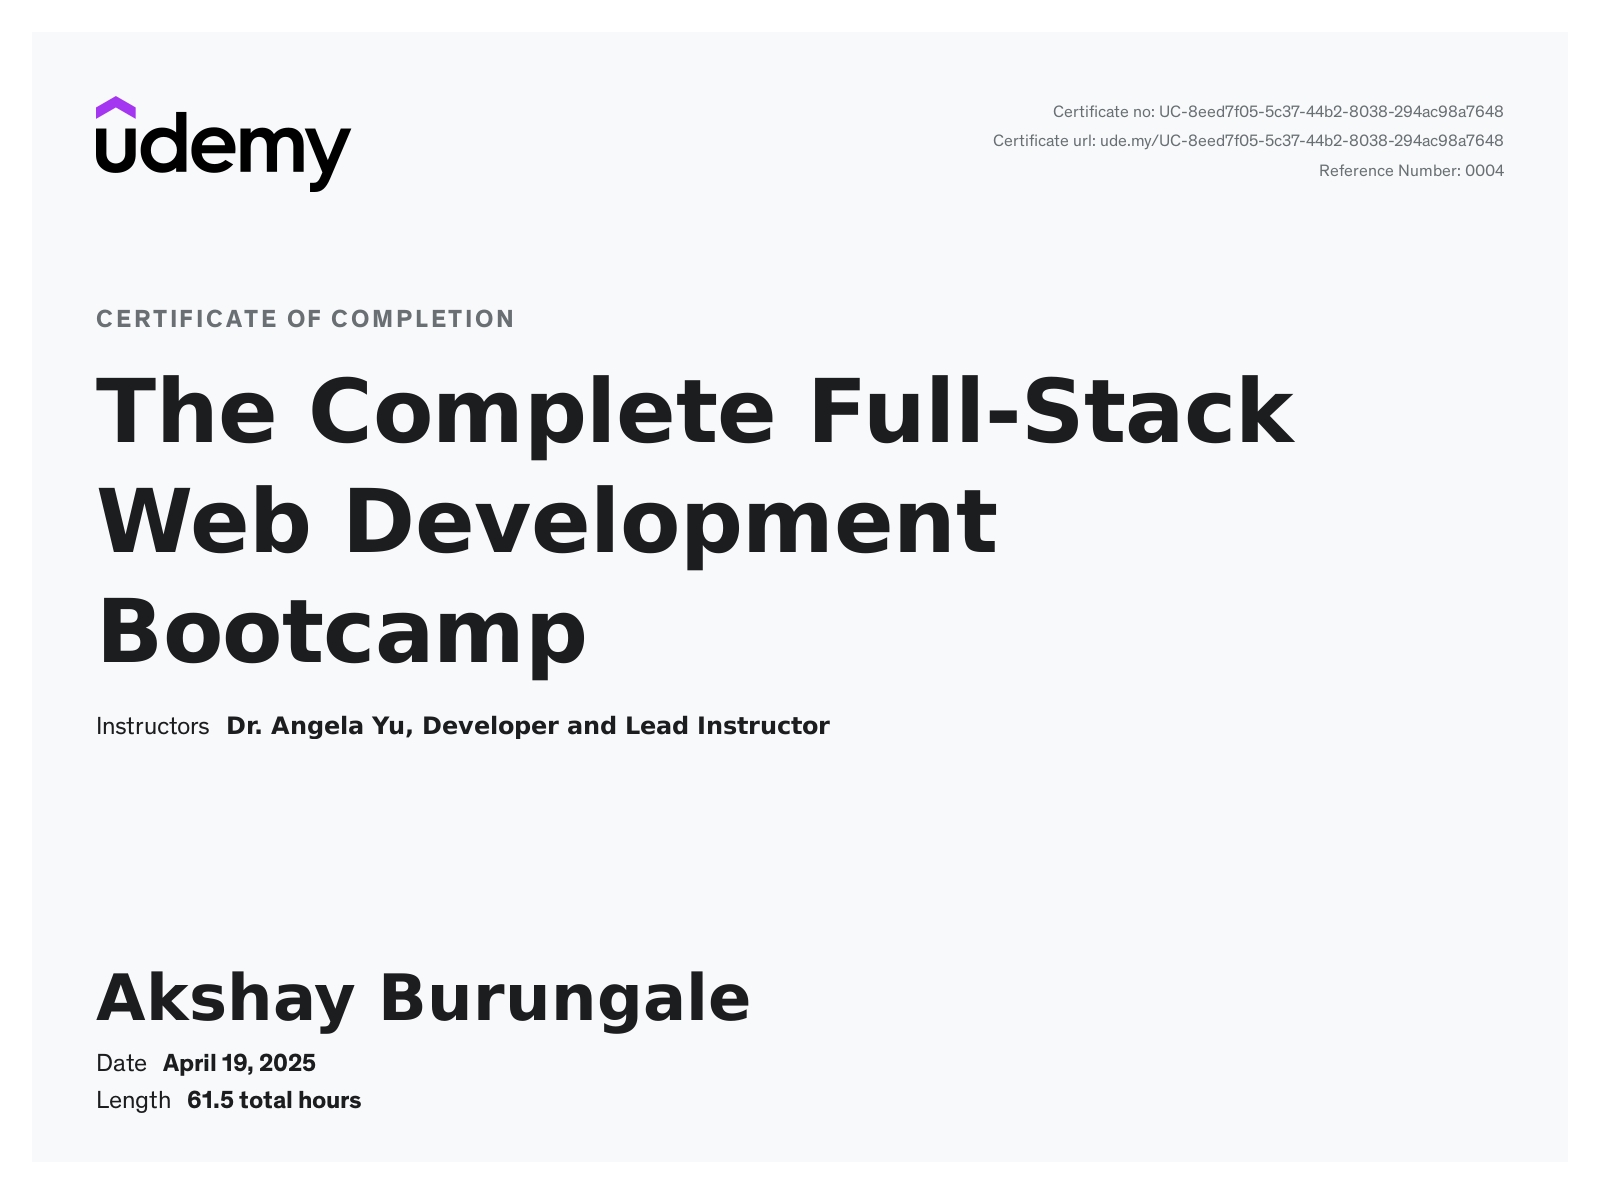 udemy
Certificate no: UC-8eed7f05-5c37-44b2-8038-294ac98a7648
Certificate url: ude.my/UC-8eed7f05-5c37-44b2-8038-294ac98a7648
Reference Number: 0004
CERTIFICATE OF COMPLETION
The Complete Full-Stack
Web Development
Bootcamp
Instructors Dr. Angela Yu, Developer and Lead Instructor
Akshay Burungale
Date April 19, 2025
Length 61.5 total hours